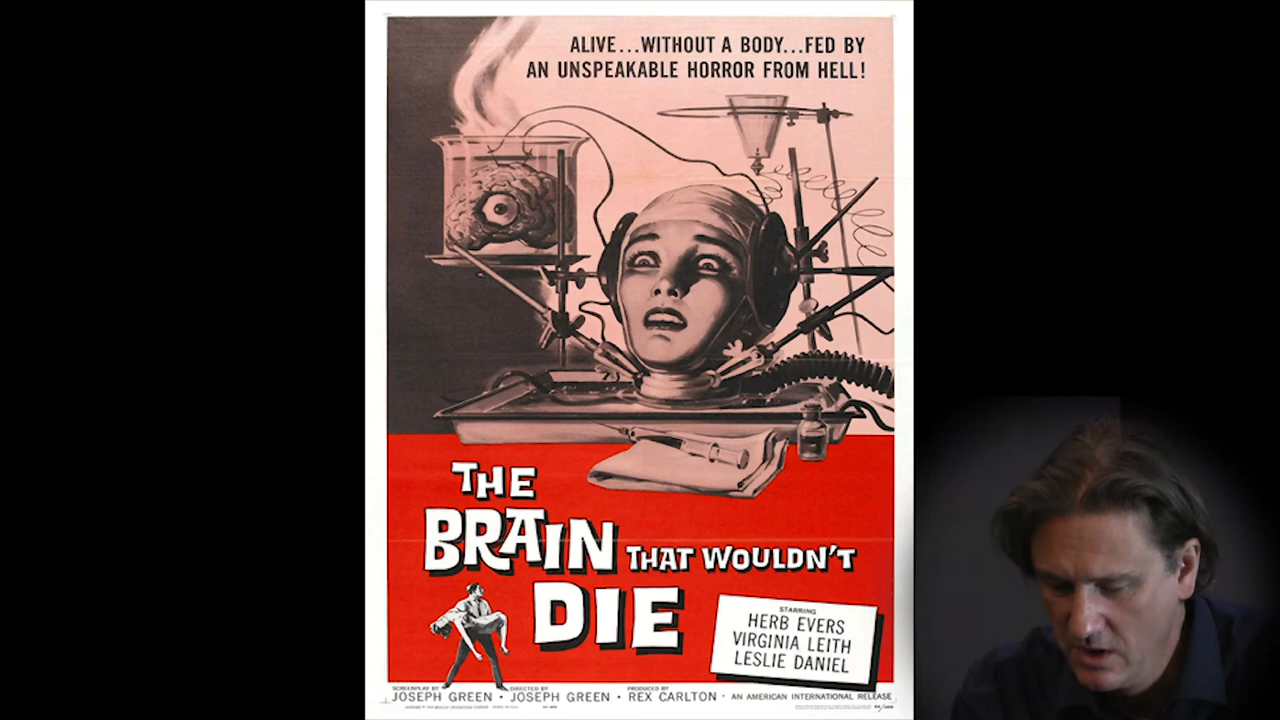 ALIVE...WITHOUT A BODY...FED BY
AN UNSPEAKABLE HORROR FROM HELL!
THE
BRAIN THAT WOULDN'T
DIE
STARRING
HERB EVERS
VIRGINIA LEITH
LESLIE DANIEL
SCREENPLAY BY DIRECTED BY PRODUCED BY
JOSEPH GREEN · JOSEPH GREEN · REX CARLTON · AN AMERICAN INTERNATIONAL RELEASE